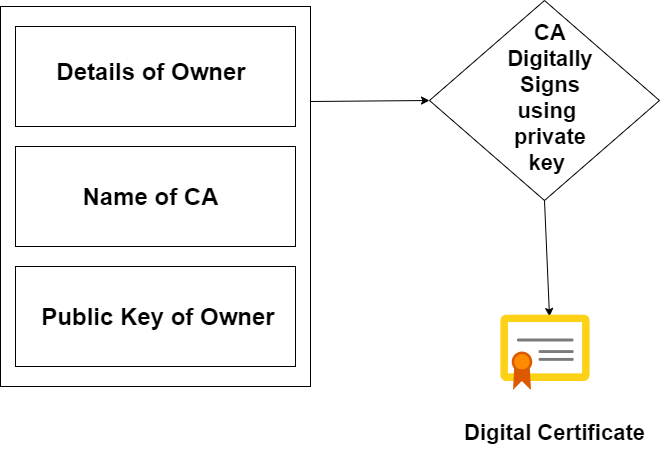 Details of Owner
Name of CA
Public Key of Owner
CA
Digitally
Signs
using
private
key
Digital Certificate